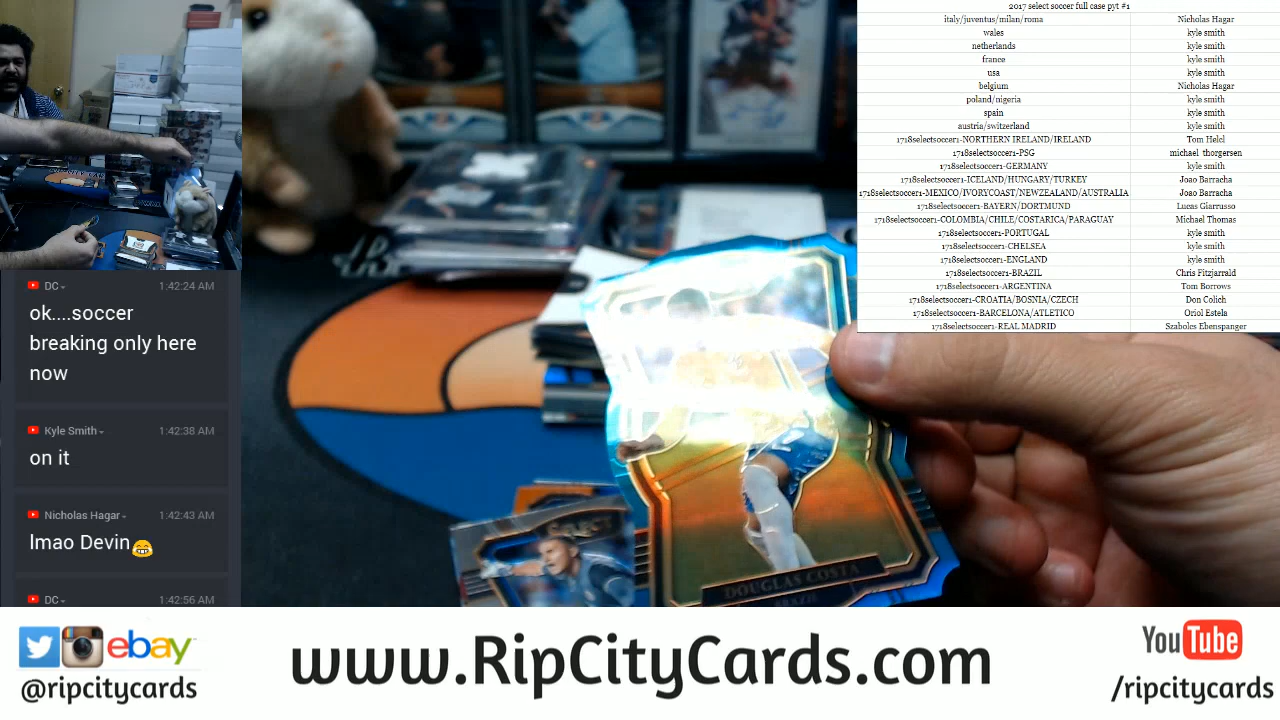 2017 select soccer full case pyt #1
italy/juventus/milan/roma Nicholas Hagar
wales kyle smith
netherlands kyle smith
france kyle smith
usa kyle smith
belgium Nicholas Hagar
poland/nigeria kyle smith
spain kyle smith
austria/switzerland kyle smith
1718selectsoccer1-NORTHERN IRELAND/IRELAND Tom Helel
1718selectsoccer1-PSG michael thorgersen
1718selectsoccer1-GERMANY kyle smith
1718selectsoccer1-ICELAND/HUNGARY/TURKEY Joao Barracha
1718selectsoccer1-MEXICO/IVORYCOAST/NEWZEALAND/AUSTRALIA Joao Barracha
1718selectsoccer1-BAYERN/DORTMUND Lucas Giarrusso
1718selectsoccer1-COLOMBIA/CHILE/COSTARICA/PARAGUAY Michael Thomas
1718selectsoccer1-PORTUGAL kyle smith
1718selectsoccer1-CHELSEA kyle smith
1718selectsoccer1-ENGLAND kyle smith
1718selectsoccer1-BRAZIL Chris Fitzjarrald
1718selectsoccer1-ARGENTINA Tom Borrows
1718selectsoccer1-CROATIA/BOSNIA/CZECH Don Colich
1718selectsoccer1-BARCELONA/ATLETICO Oriol Estela
1718selectsoccer1-REAL MADRID Szabolcs Ebenspanger
DC 1:42:24 AM
ok....soccer
breaking only here
now
Kyle Smith 1:42:38 AM
on it
Nicholas Hagar 1:42:43 AM
lmao Devin
DC 1:42:56 AM
SELECT
DOUGLAS COSTA
BRAZIL
ebay
@ripcitycards
www.RipCityCards.com
YouTube
/ripcitycards